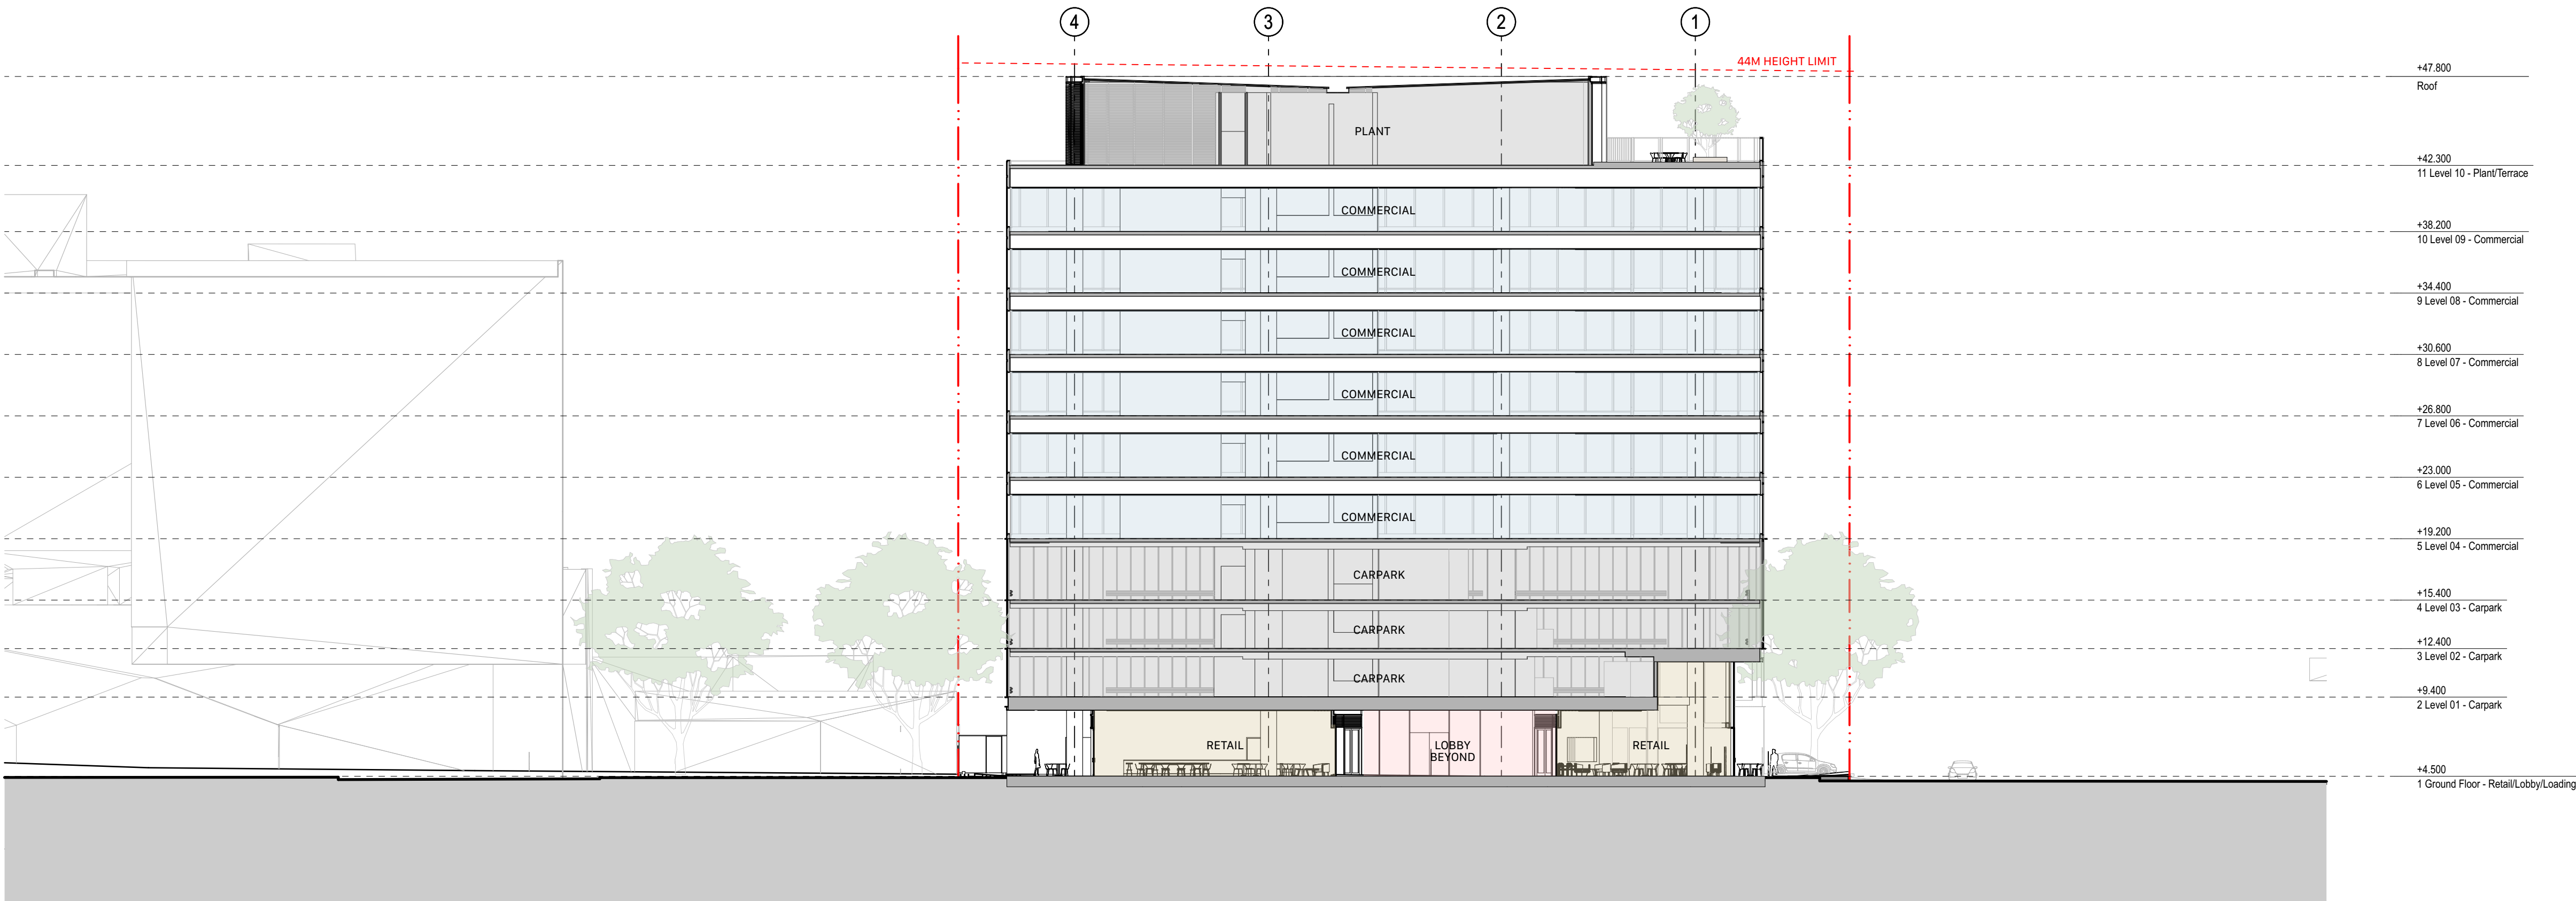 4
3
2
1
44M HEIGHT LIMIT
+47.800
Roof
PLANT
+42.300
11 Level 10 - Plant/Terrace
COMMERCIAL
+38.200
10 Level 09 - Commercial
COMMERCIAL
+34.400
9 Level 08 - Commercial
COMMERCIAL
+30.600
8 Level 07 - Commercial
COMMERCIAL
+26.800
7 Level 06 - Commercial
COMMERCIAL
+23.000
6 Level 05 - Commercial
COMMERCIAL
+19.200
5 Level 04 - Commercial
CARPARK
+15.400
4 Level 03 - Carpark
CARPARK
+12.400
3 Level 02 - Carpark
CARPARK
+9.400
2 Level 01 - Carpark
RETAIL
LOBBY
BEYOND
RETAIL
+4.500
1 Ground Floor - Retail/Lobby/Loading